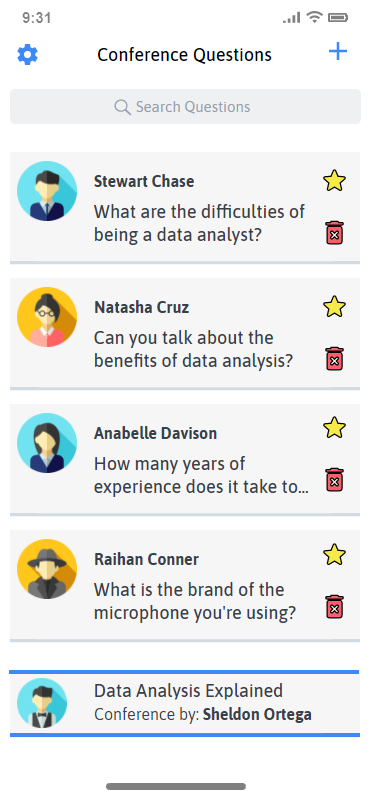 9:31
Conference Questions
Search Questions
Stewart Chase
What are the difficulties of
being a data analyst?
Natasha Cruz
Can you talk about the
benefits of data analysis?
Anabelle Davison
How many years of
experience does it take to...
Raihan Conner
What is the brand of the
microphone you're using?
Data Analysis Explained
Conference by: Sheldon Ortega